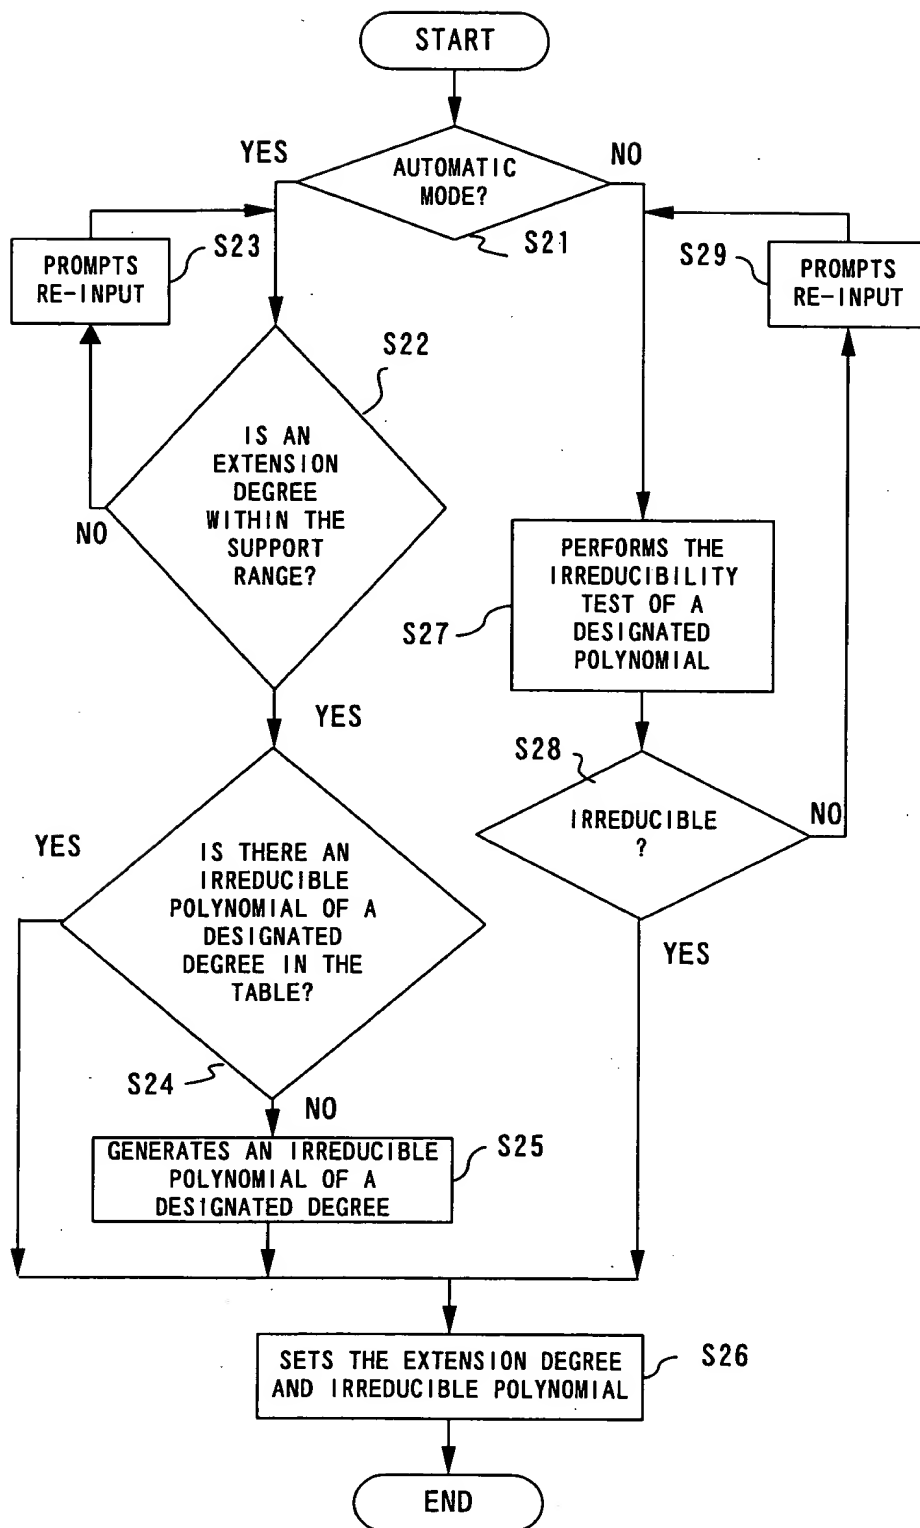 START
YES
NO
AUTOMATIC
MODE?
S21
S23
PROMPTS
RE-INPUT
S29
PROMPTS
RE-INPUT
S22
IS AN
EXTENSION
DEGREE
WITHIN THE
SUPPORT
RANGE?
NO
PERFORMS THE
IRREDUCIBILITY
TEST OF A
DESIGNATED
POLYNOMIAL
S27
YES
S28
IRREDUCIBLE
?
NO
YES
YES
IS THERE AN
IRREDUCIBLE
POLYNOMIAL OF A
DESIGNATED
DEGREE IN THE
TABLE?
S24
NO
GENERATES AN IRREDUCIBLE
POLYNOMIAL OF A
DESIGNATED DEGREE
S25
SETS THE EXTENSION DEGREE
AND IRREDUCIBLE POLYNOMIAL
S26
END